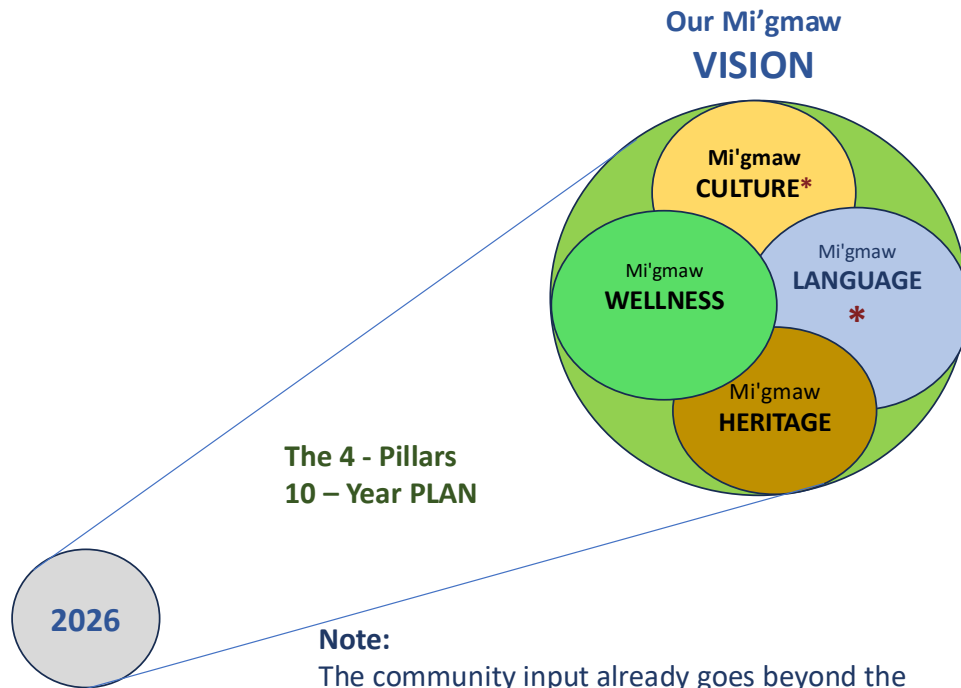 Our Mi’gmaw
VISION
Mi'gmaw
CULTURE*
Mi'gmaw
LANGUAGE
*
Mi'gmaw
WELLNESS
Mi'gmaw
HERITAGE
The 4 - Pillars
10 – Year PLAN
2026
Note:
The community input already goes beyond the